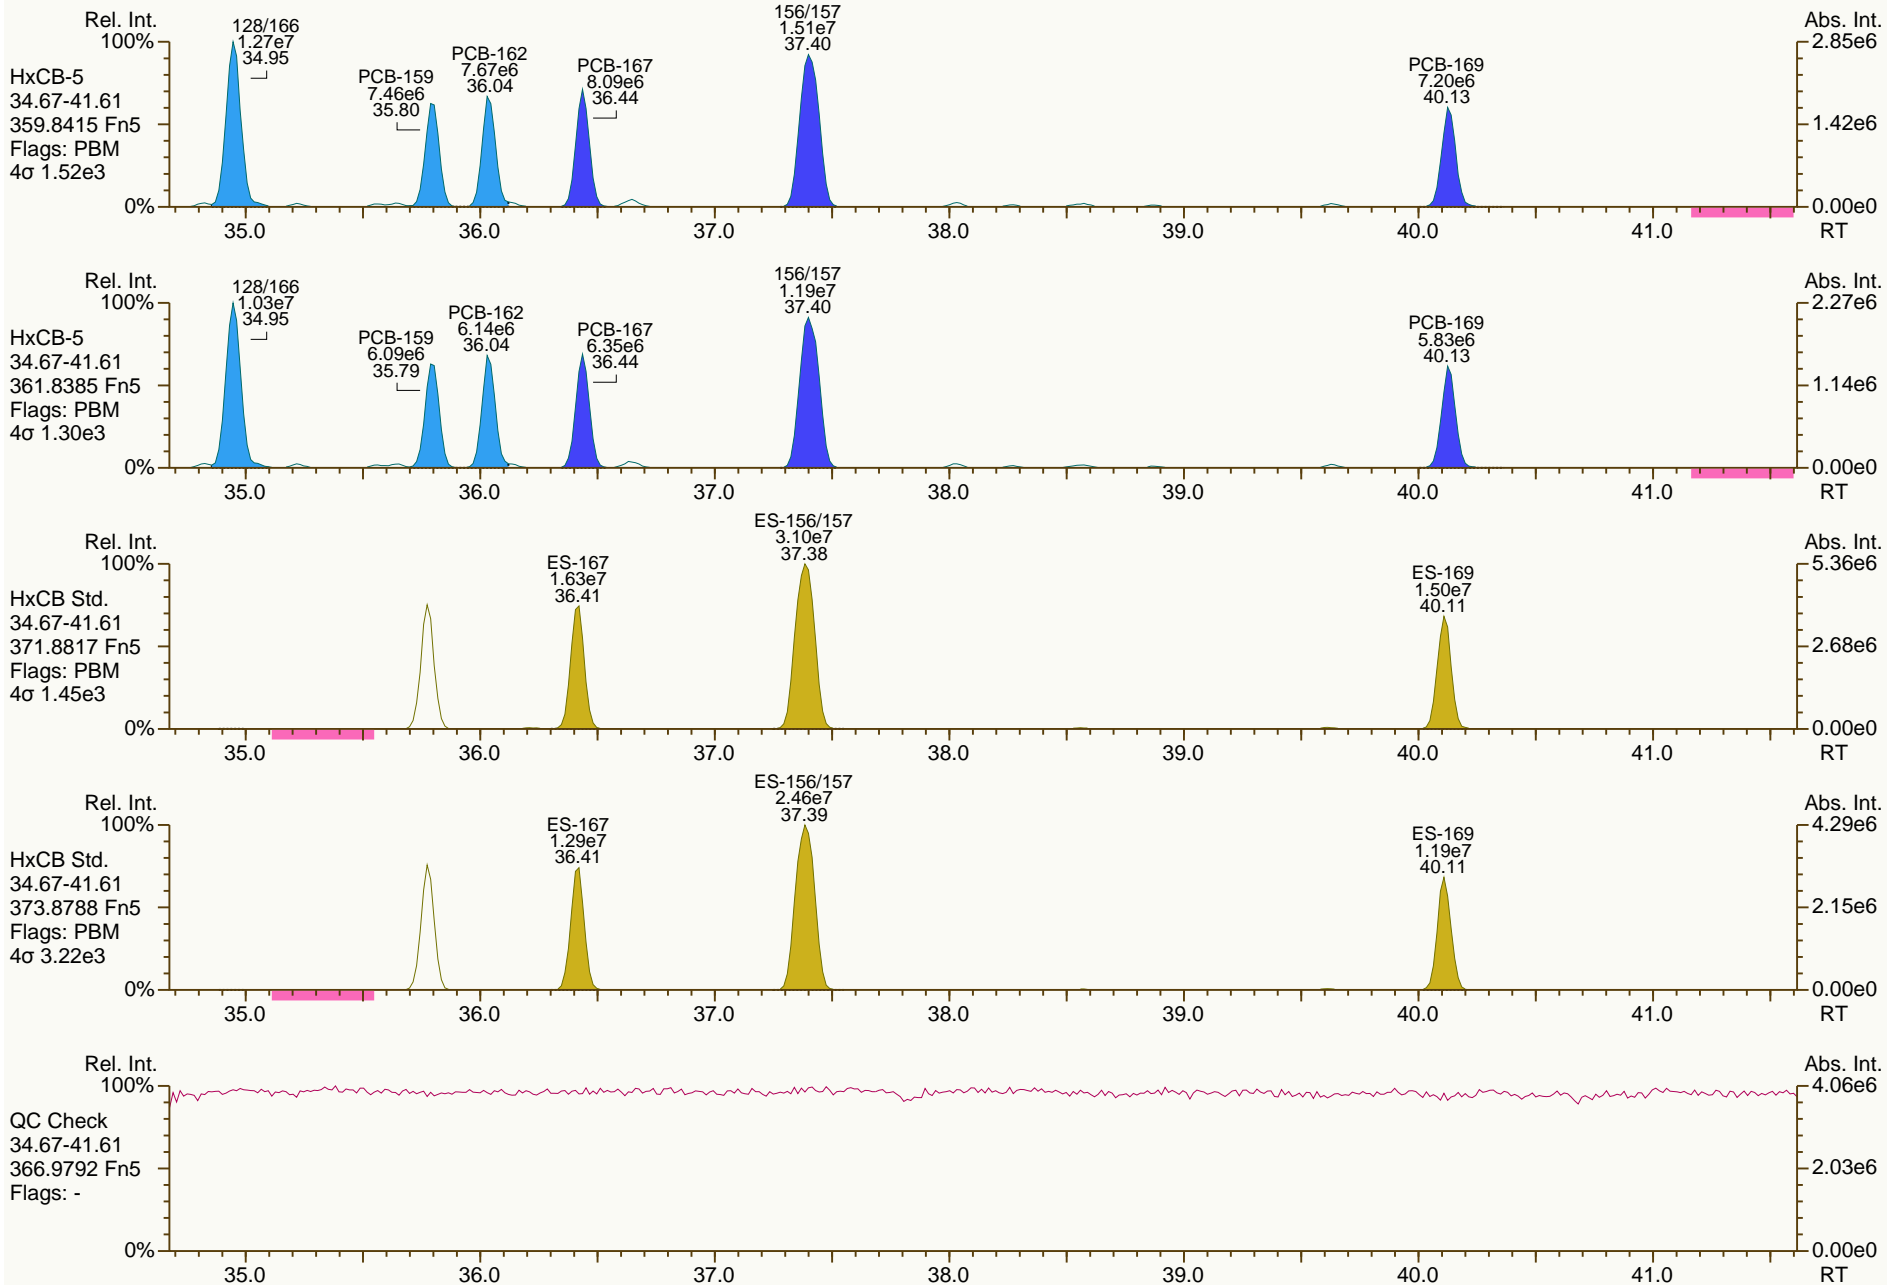 Rel. Int.
Abs. Int.
128/166
1.27e7
34.95
PCB-159
7.46e6
35.80
PCB-162
7.67e6
36.04
PCB-167
8.09e6
36.44
156/157
1.51e7
37.40
PCB-169
7.20e6
40.13
100%
0%
2.85e6
1.42e6
0.00e0
HxCB-5
34.67-41.61
359.8415 Fn5
Flags: PBM
4σ 1.52e3
35.0 36.0 37.0 38.0 39.0 40.0 41.0 RT
Rel. Int.
Abs. Int.
128/166
1.03e7
34.95
PCB-159
6.09e6
35.79
PCB-162
6.14e6
36.04
PCB-167
6.35e6
36.44
156/157
1.19e7
37.40
PCB-169
5.83e6
40.13
100%
0%
2.27e6
1.14e6
0.00e0
HxCB-5
34.67-41.61
361.8385 Fn5
Flags: PBM
4σ 1.30e3
35.0 36.0 37.0 38.0 39.0 40.0 41.0 RT
Rel. Int.
Abs. Int.
ES-167
1.63e7
36.41
ES-156/157
3.10e7
37.38
ES-169
1.50e7
40.11
100%
0%
5.36e6
2.68e6
0.00e0
HxCB Std.
34.67-41.61
371.8817 Fn5
Flags: PBM
4σ 1.45e3
35.0 36.0 37.0 38.0 39.0 40.0 41.0 RT
Rel. Int.
Abs. Int.
ES-167
1.29e7
36.41
ES-156/157
2.46e7
37.39
ES-169
1.19e7
40.11
100%
0%
4.29e6
2.15e6
0.00e0
HxCB Std.
34.67-41.61
373.8788 Fn5
Flags: PBM
4σ 3.22e3
35.0 36.0 37.0 38.0 39.0 40.0 41.0 RT
Rel. Int.
Abs. Int.
100%
0%
4.06e6
2.03e6
0.00e0
QC Check
34.67-41.61
366.9792 Fn5
Flags: -
35.0 36.0 37.0 38.0 39.0 40.0 41.0 RT